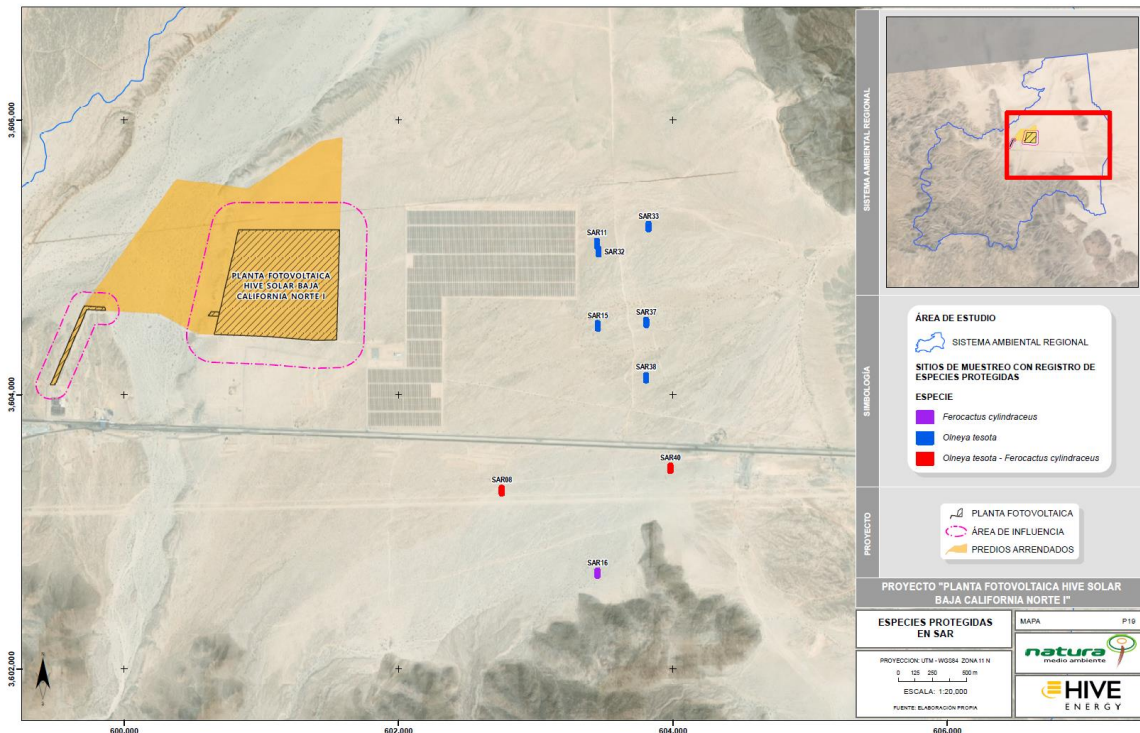 3,606,000
3,604,000
3,602,000
600,000
602,000
604,000
606,000
PLANTA FOTOVOLTAICA
HIVE SOLAR BAJA
CALIFORNIA NORTE I
SAR11
SAR32
SAR33
SAR15
SAR37
SAR38
SAR40
SAR08
SAR16
SISTEMA AMBIENTAL REGIONAL
SIMBOLOGÍA
ÁREA DE ESTUDIO
SISTEMA AMBIENTAL REGIONAL
SITIOS DE MUESTREO CON REGISTRO DE
ESPECIES PROTEGIDAS
ESPECIE
Ferocactus cylindraceus
Olneya tesota
Olneya tesota - Ferocactus cylindraceus
PROYECTO
PLANTA FOTOVOLTAICA
ÁREA DE INFLUENCIA
PREDIOS ARRENDADOS
PROYECTO "PLANTA FOTOVOLTAICA HIVE SOLAR
BAJA CALIFORNIA NORTE I"
ESPECIES PROTEGIDAS
EN SAR
MAPA P19
PROYECCION: UTM - WGS84 ZONA 11 N
0 125 250 500 m
ESCALA: 1:20,000
FUENTE: ELABORACIÓN PROPIA
natura
medio ambiente
HIVE
ENERGY